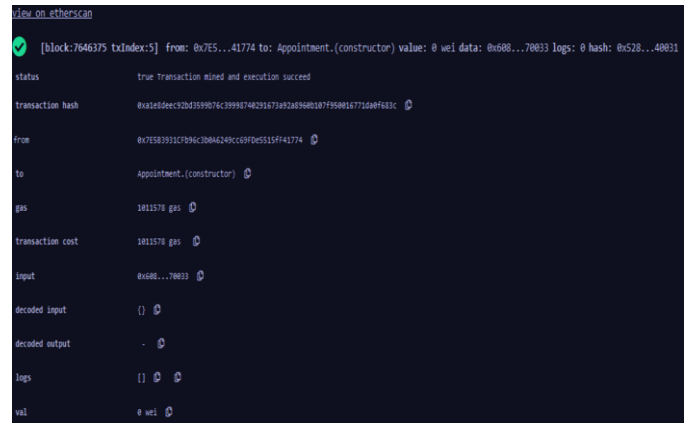 view on etherscan
[block:7646375 txIndex:5] from: 0x7E5...41774 to: Appointment.(constructor) value: 0 wei data: 0x608...70033 logs: 0 hash: 0x528...40031
status true Transaction mined and execution succeed
transaction hash
from
to Appointment.(constructor)
gas 1011578 gas
transaction cost 1011578 gas
input 0x608...70033
decoded input {}
decoded output -
logs []
val 0 wei